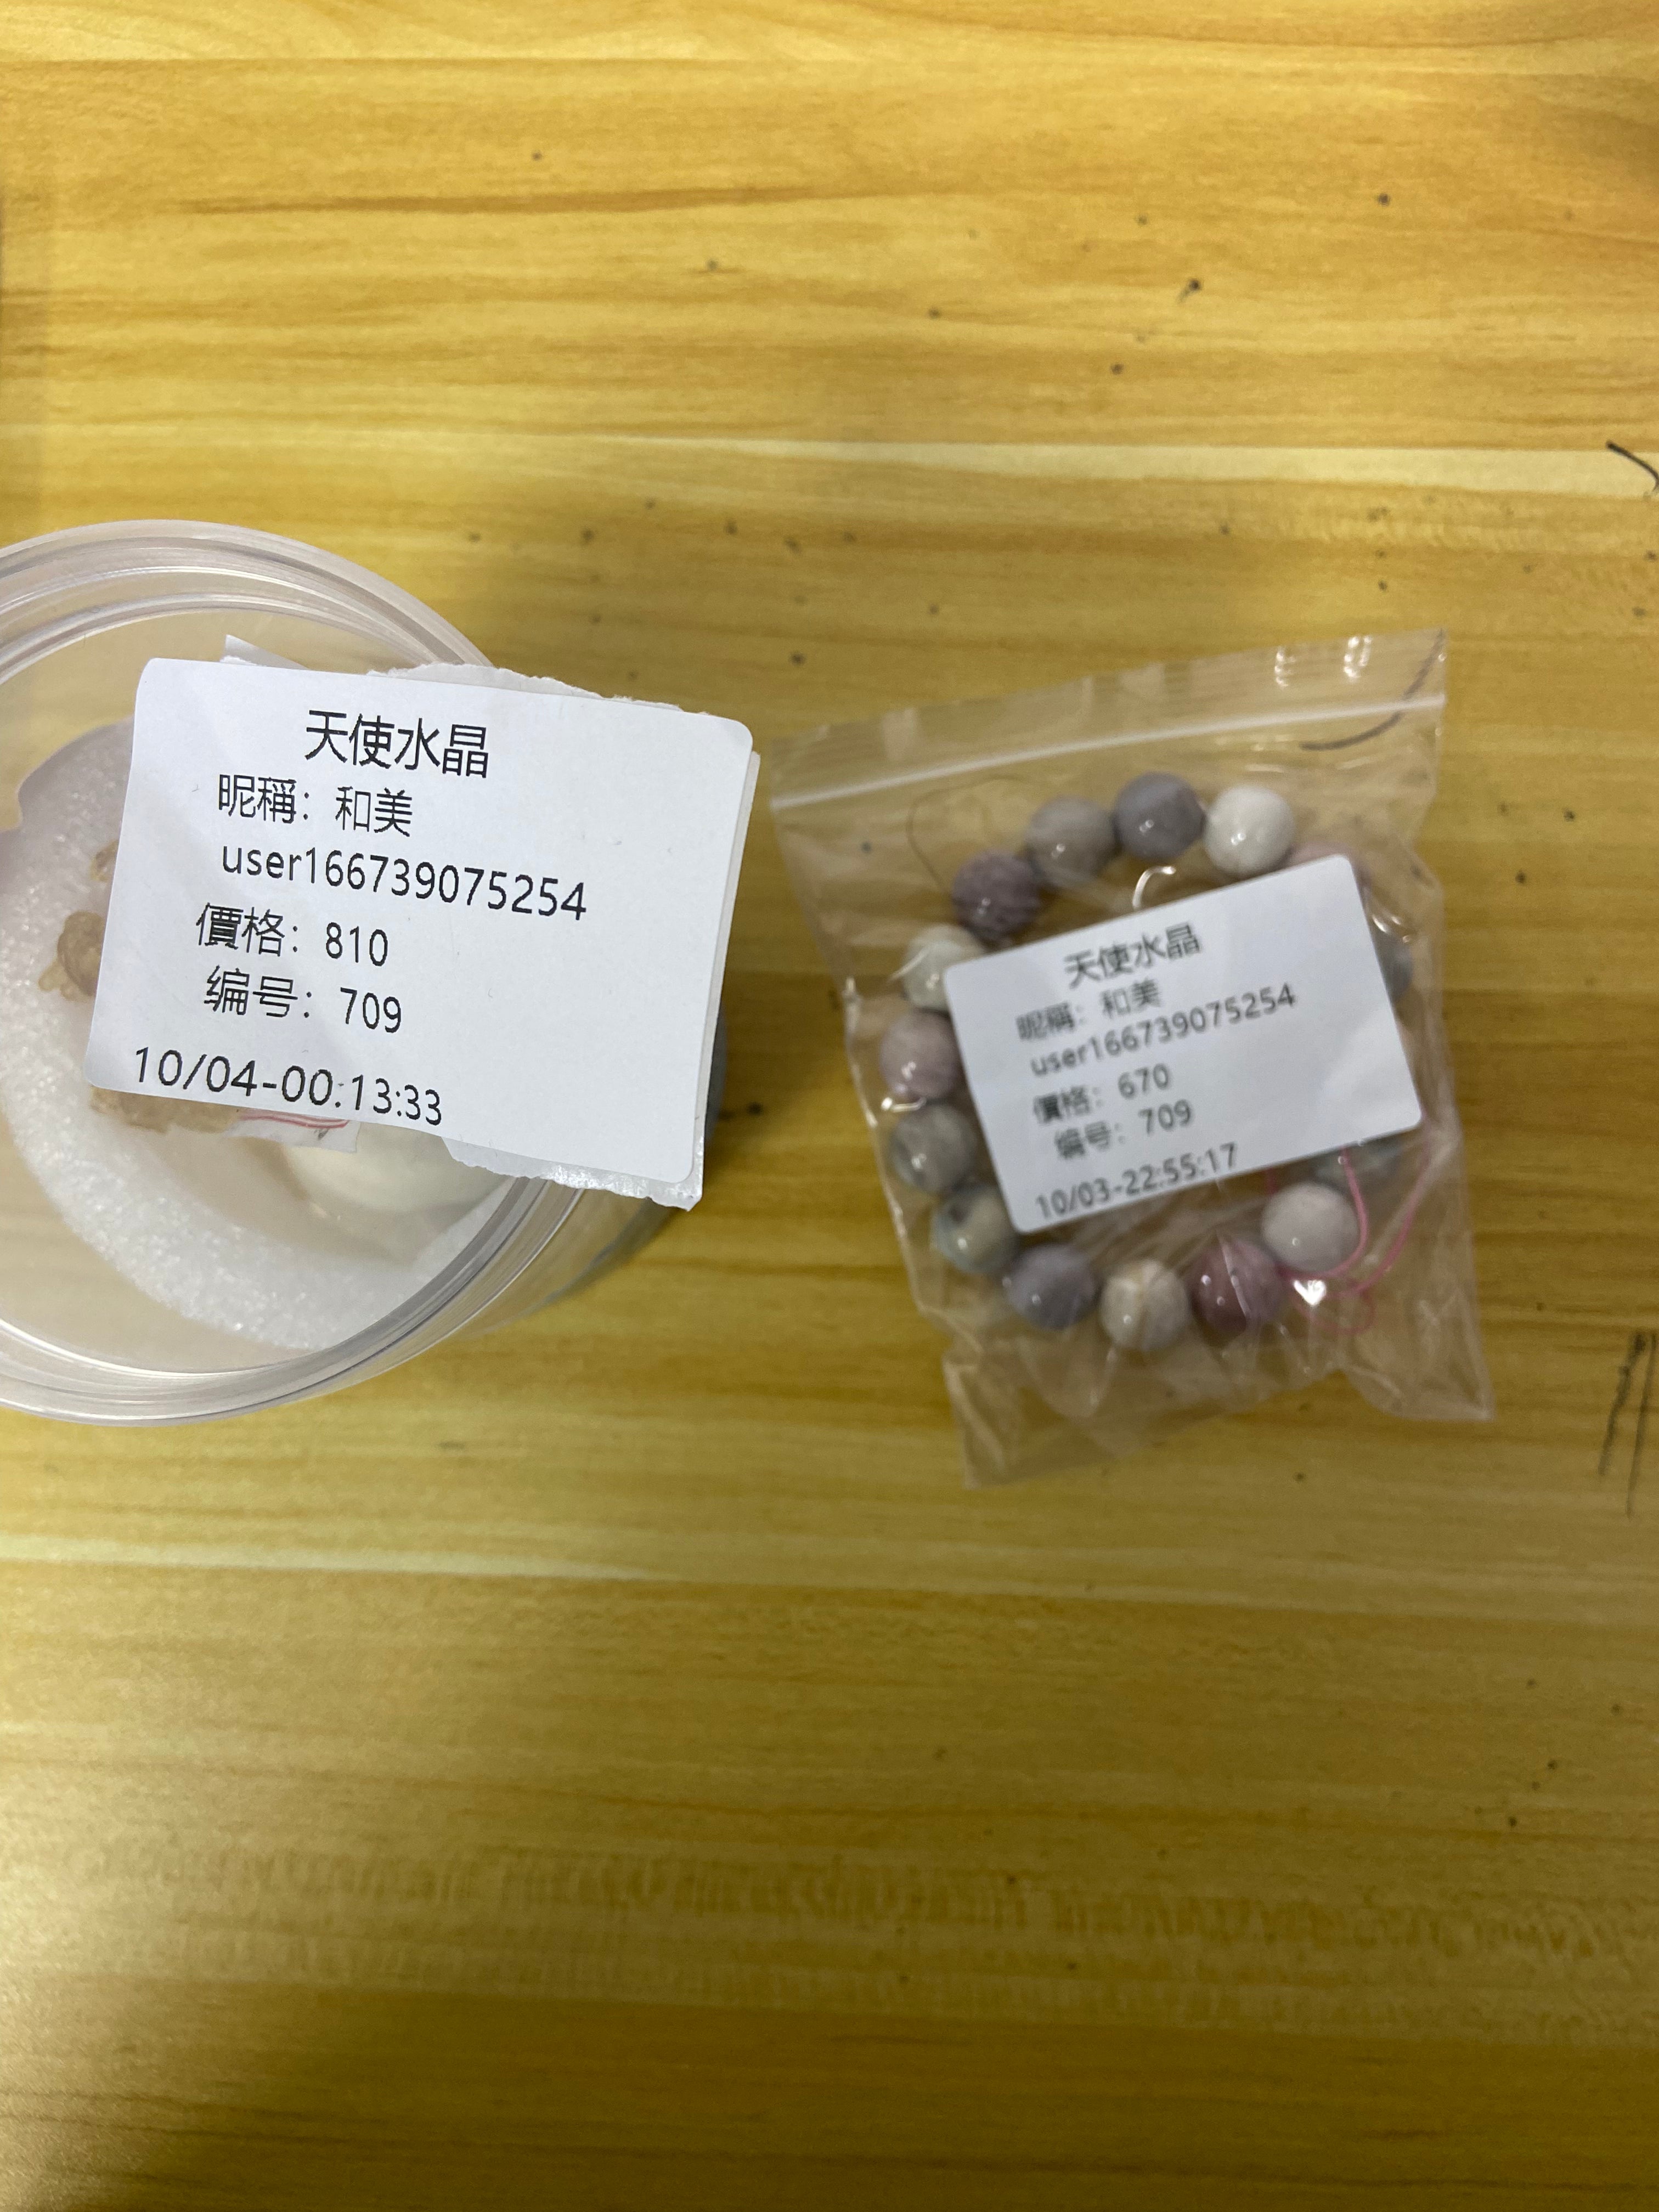 天使水晶
昵稱：和美
user166739075254
價格：810
编号：709
10/04-00:13:33
天使水晶
昵稱：和美
user166739075254
價格：670
编号：709
10/03-22:55:17